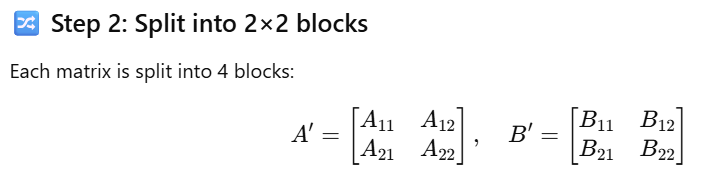 🔀 Step 2: Split into 2×2 blocks
Each matrix is split into 4 blocks:
A′ = [A₁₁ A₁₂; A₂₁ A₂₂], B′ = [B₁₁ B₁₂; B₂₁ B₂₂]